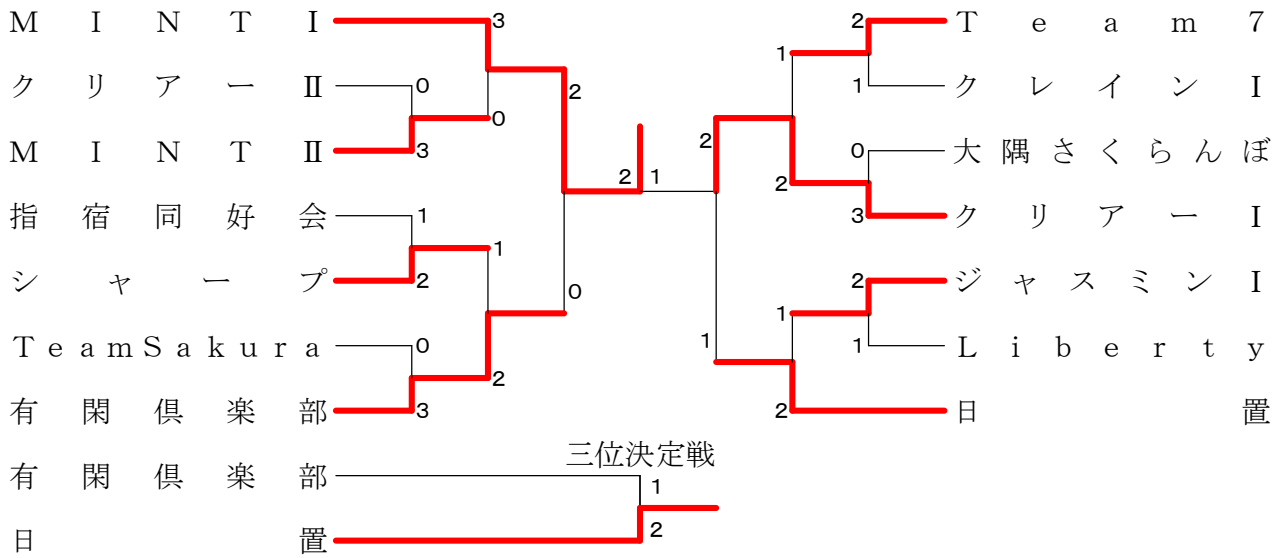 ＭＩＮＴⅠ
3
2
Ｔｅａｍ７
1
クリアーⅡ
0
2
1
クレインⅠ
0
ＭＩＮＴⅡ
3
2
0
大隅さくらんぼ
2
1
2
指宿同好会
1
3
クリアーⅠ
1
シャープ
2
0
2
ジャスミンⅠ
1
ＴｅａｍＳａｋｕｒａ
0
1
1
Ｌｉｂｅｒｔｙ
2
有閑倶楽部
3
2
日置
三位決定戦
有閑倶楽部
1
日置
2